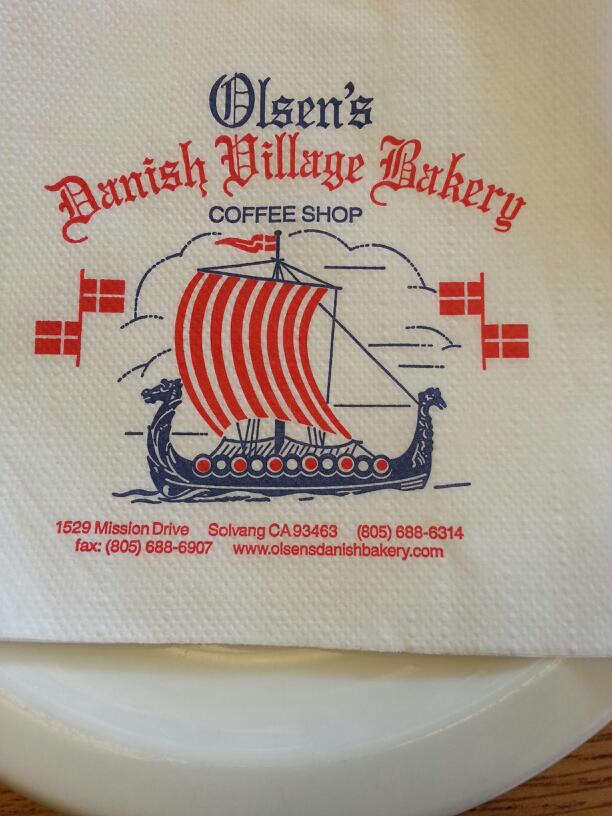 Olsen's
Danish Village Bakery
COFFEE SHOP
1529 Mission Drive Solvang CA 93463 (805) 688-6314
fax: (805) 688-6907 www.olsensdanishbakery.com